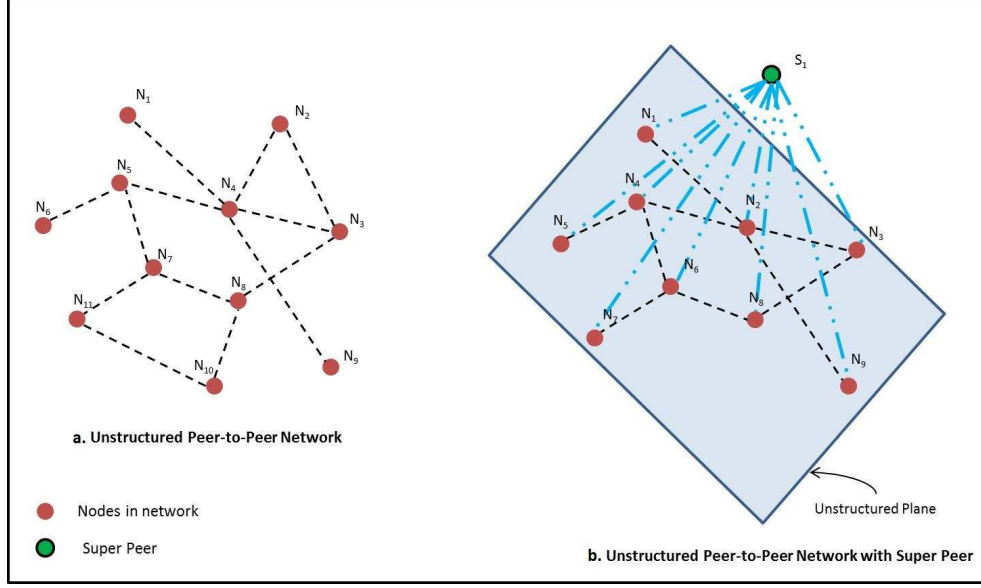 N1
N2
N5
N4
N6
N3
N7
N8
N11
N9
N10
a. Unstructured Peer-to-Peer Network
Nodes in network
Super Peer
S1
N1
N4
N2
N5
N3
N6
N8
N7
N9
Unstructured Plane
b. Unstructured Peer-to-Peer Network with Super Peer